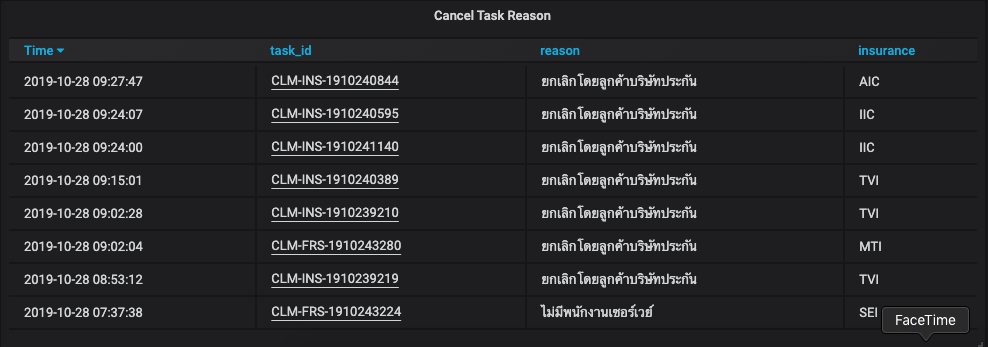 Cancel Task Reason
Time task_id reason insurance
2019-10-28 09:27:47 CLM-INS-1910240844 ยกเลิกโดยลูกค้าบริษัทประกัน AIC
2019-10-28 09:24:07 CLM-INS-1910240595 ยกเลิกโดยลูกค้าบริษัทประกัน IIC
2019-10-28 09:24:00 CLM-INS-1910241140 ยกเลิกโดยลูกค้าบริษัทประกัน IIC
2019-10-28 09:15:01 CLM-INS-1910240389 ยกเลิกโดยลูกค้าบริษัทประกัน TVI
2019-10-28 09:02:28 CLM-INS-1910239210 ยกเลิกโดยลูกค้าบริษัทประกัน TVI
2019-10-28 09:02:04 CLM-FRS-1910243280 ยกเลิกโดยลูกค้าบริษัทประกัน MTI
2019-10-28 08:53:12 CLM-INS-1910239219 ยกเลิกโดยลูกค้าบริษัทประกัน TVI
2019-10-28 07:37:38 CLM-FRS-1910243224 ไม่มีพนักงานเซอร์เวย์ SEI
FaceTime